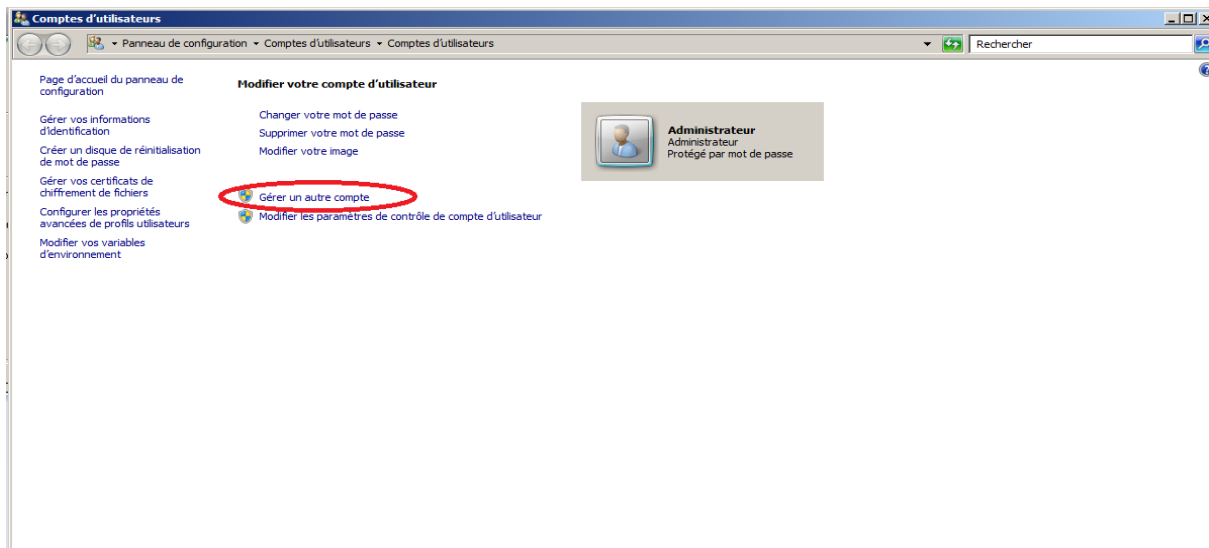 Comptes d'utilisateurs
Panneau de configuration Comptes d'utilisateurs Comptes d'utilisateurs
Rechercher
Page d'accueil du panneau de
configuration
Gérer vos informations
d'identification
Créer un disque de réinitialisation
de mot de passe
Gérer vos certificats de
chiffrement de fichiers
Configurer les propriétés
avancées de profils utilisateurs
Modifier vos variables
d'environnement
Modifier votre compte d'utilisateur
Changer votre mot de passe
Supprimer votre mot de passe
Modifier votre image
Gérer un autre compte
Modifier les paramètres de contrôle de compte d'utilisateur
Administrateur
Administrateur
Protégé par mot de passe